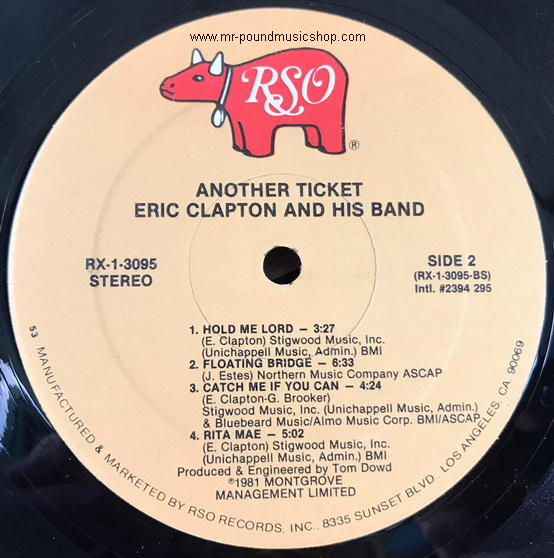 www.mr-poundmusicshop.com
RSO
®
ANOTHER TICKET
ERIC CLAPTON AND HIS BAND
RX-1-3095
STEREO
SIDE 2
(RX-1-3095-BS)
Intl. #2394 295
1. HOLD ME LORD — 3:27
(E. Clapton) Stigwood Music, Inc.
(Unichappell Music, Admin.) BMI
2. FLOATING BRIDGE — 6:33
(J. Estes) Northern Music Company ASCAP
3. CATCH ME IF YOU CAN — 4:24
(E. Clapton-G. Brooker)
Stigwood Music, Inc. (Unichappell Music, Admin.)
& Bluebeard Music/Almo Music Corp. BMI/ASCAP
4. RITA MAE — 5:02
(E. Clapton) Stigwood Music, Inc.
(Unichappell Music, Admin.) BMI
Produced & Engineered by Tom Dowd
℗1981 MONTGROVE
MANAGEMENT LIMITED
53
MANUFACTURED & MARKETED BY RSO RECORDS, INC., 8335 SUNSET BLVD., LOS ANGELES, CA. 90069